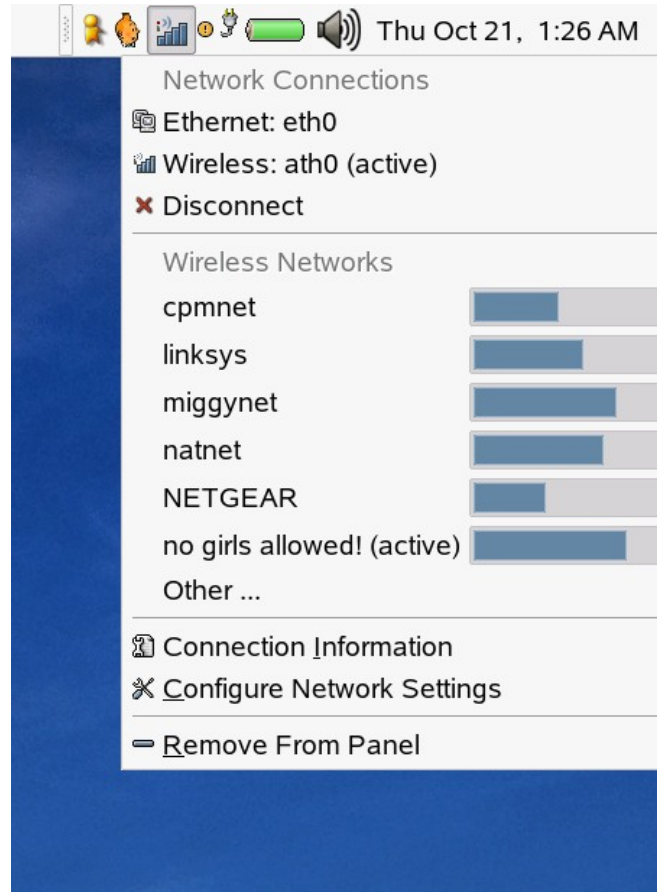 Thu Oct 21, 1:26 AM
Network Connections
Ethernet: eth0
Wireless: ath0 (active)
Disconnect
Wireless Networks
cpmnet
linksys
miggynet
natnet
NETGEAR
no girls allowed! (active)
Other ...
Connection Information
Configure Network Settings
Remove From Panel